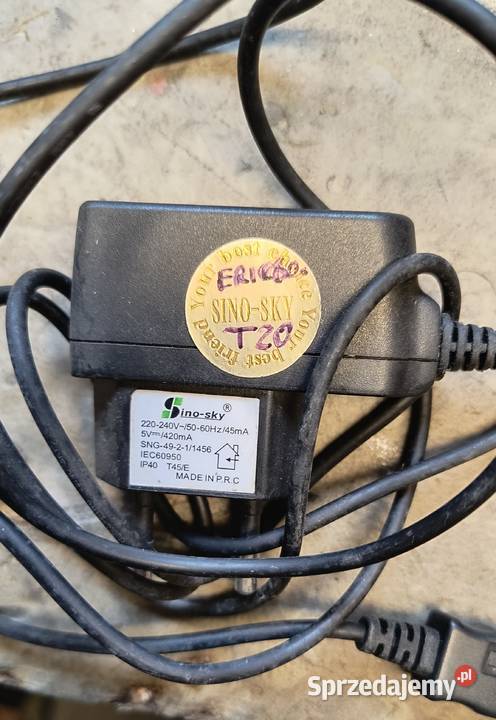 Your best choice Your best friend
ERICSSON
SINO-SKY
T20
Sino-sky®
220-240V~/50-60Hz/45mA
5V⎓/420mA
SNG-49-2-1/1456
IEC60950
IP40 T45/E
MADE IN P.R.C
Sprzedajemy.pl